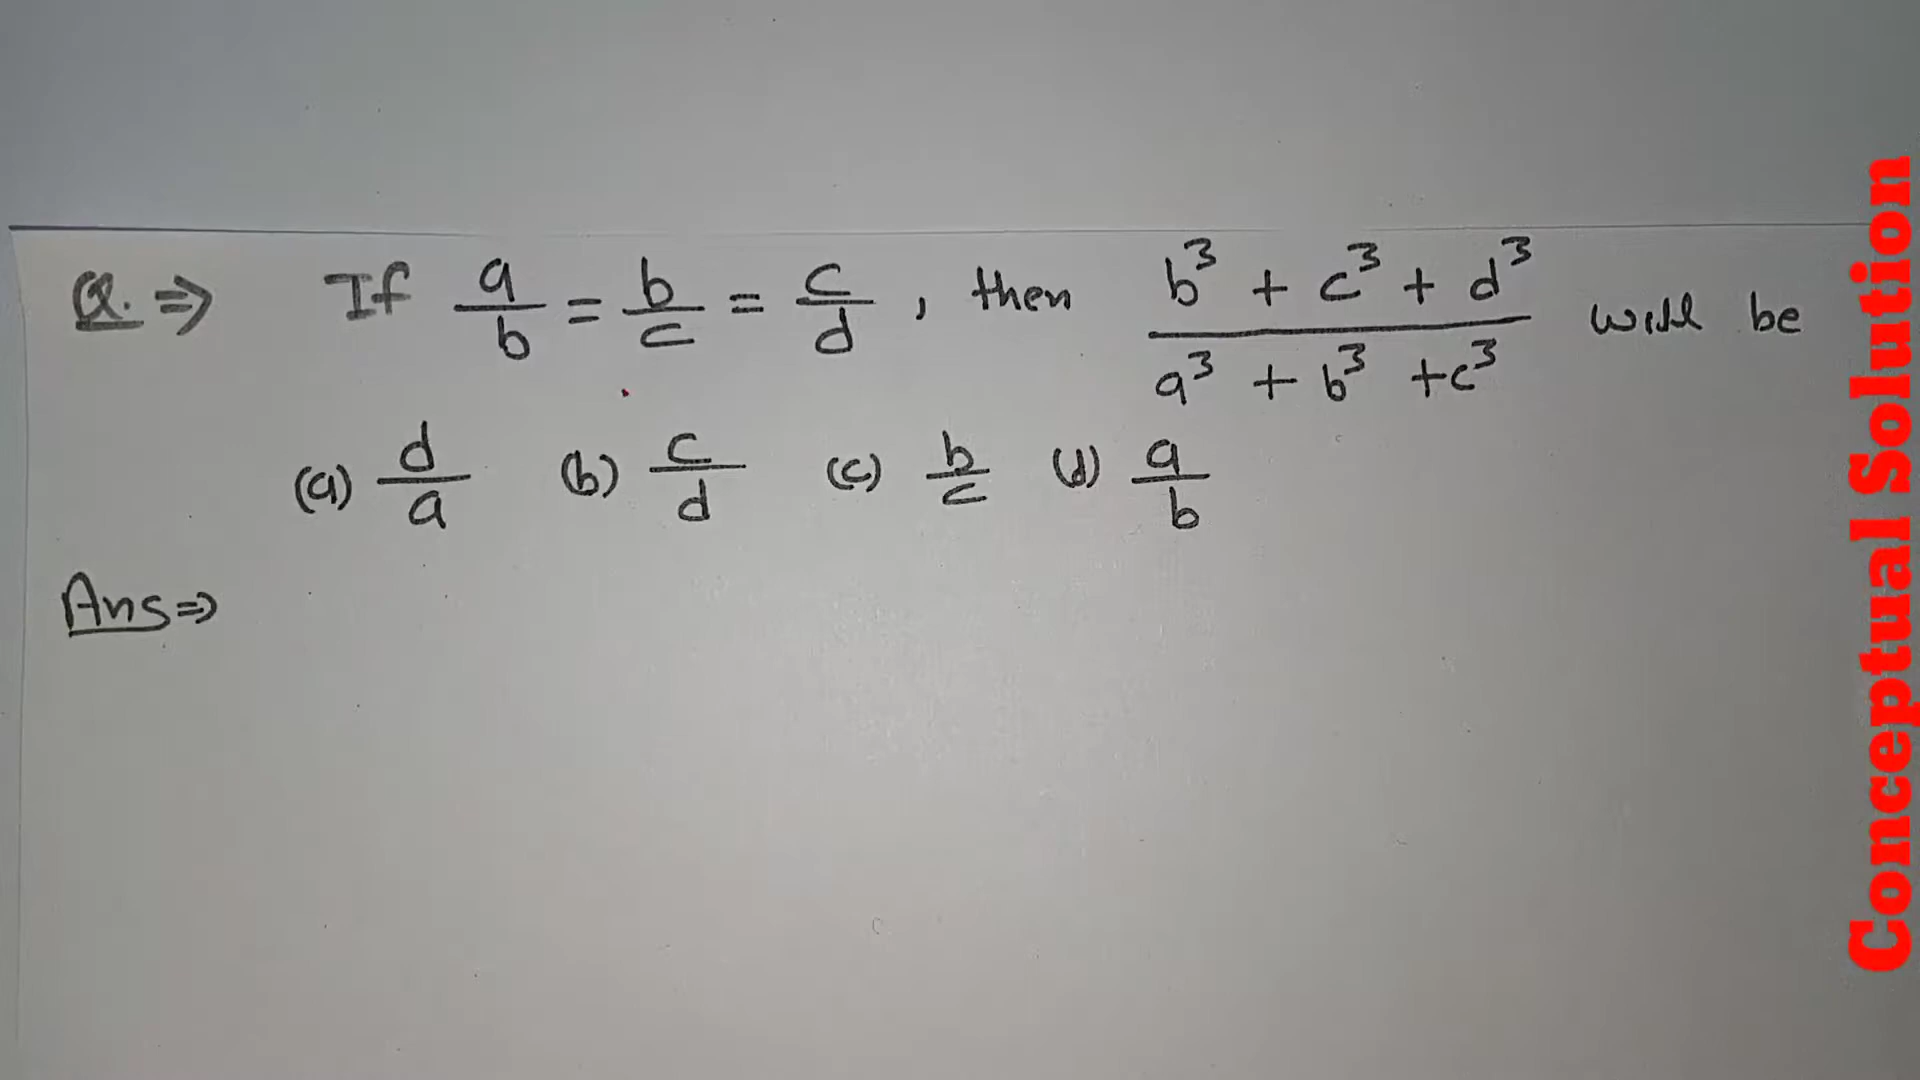 Q. ⇒ If a/b = b/c = c/d, then (b³ + c³ + d³)/(a³ + b³ + c³) will be
(a) d/a (b) c/d (c) b/c (d) a/b
Ans ⇒
Conceptual Solution